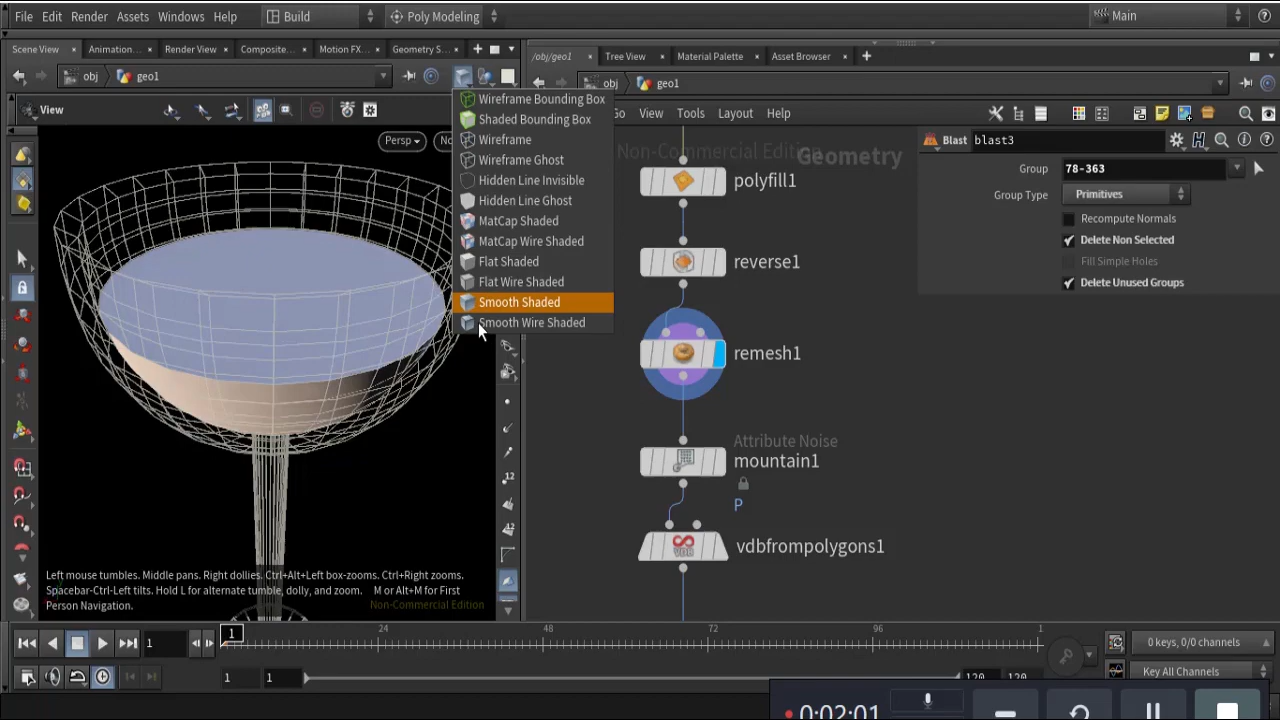 File Edit Render Assets Windows Help Build Poly Modeling Main
Scene View Animation... Render View Composite... Motion FX... Geometry S... /obj/geo1 Tree View Material Palette Asset Browser
obj geo1 obj geo1
View
Go View Tools Layout Help
Persp No
Wireframe Bounding Box
Shaded Bounding Box
Wireframe
Wireframe Ghost
Hidden Line Invisible
Hidden Line Ghost
MatCap Shaded
MatCap Wire Shaded
Flat Shaded
Flat Wire Shaded
Smooth Shaded
Smooth Wire Shaded
Non-Commercial Edition
Geometry
polyfill1
reverse1
remesh1
Attribute Noise
mountain1
P
VDB
vdbfrompolygons1
Blast blast3
Group 78-363
Group Type Primitives
Recompute Normals
Delete Non Selected
Fill Simple Holes
Delete Unused Groups
12
12
Left mouse tumbles. Middle pans. Right dollies. Ctrl+Alt+Left box-zooms. Ctrl+Right zooms.
Spacebar-Ctrl-Left tilts. Hold L for alternate tumble, dolly, and zoom. M or Alt+M for First
Person Navigation. Non-Commercial Edition
1 1 24 48 72 96 1 0 keys, 0/0 channels
1 1 120 120 Key All Channels
0:02:01